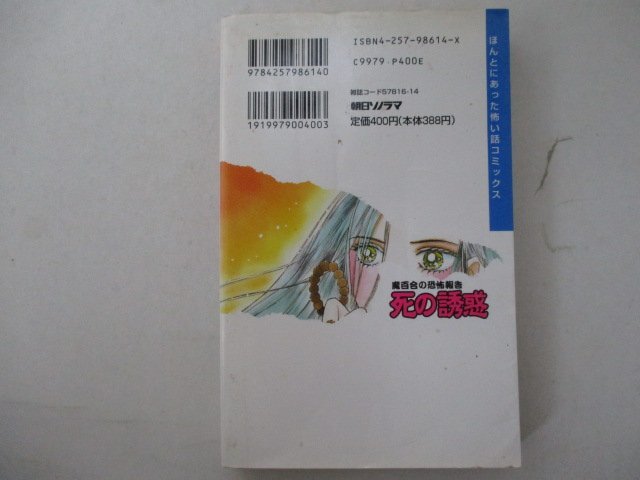 ISBN4-257-98614-X
C9979 P400E
9784257986140
雑誌コード57816-14
朝日ソノラマ
定価400円(本体388円)
1919979004003
ほんとにあった怖い話コミックス
魔百合の恐怖報告
死の誘惑